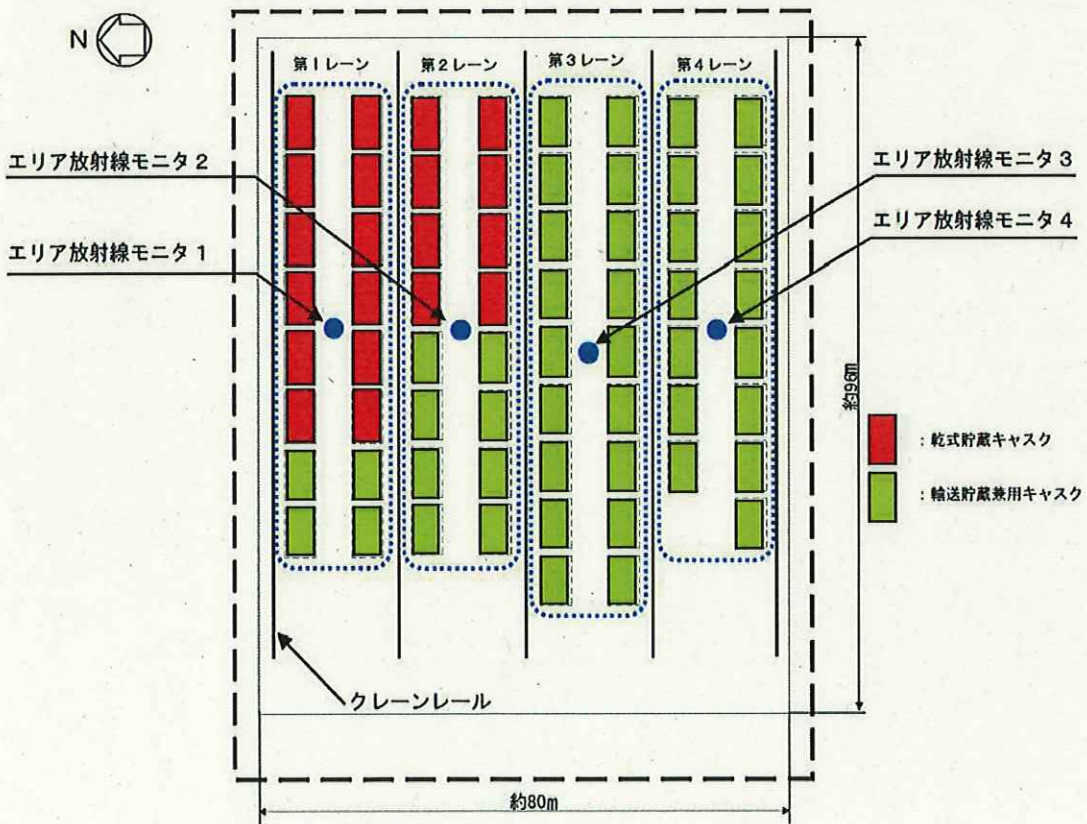 N
第1レーン
第2レーン
第3レーン
第4レーン
エリア放射線モニタ2
エリア放射線モニタ3
エリア放射線モニタ1
エリア放射線モニタ4
約96m
：乾式貯蔵キャスク
：輸送貯蔵兼用キャスク
クレーンレール
約80m